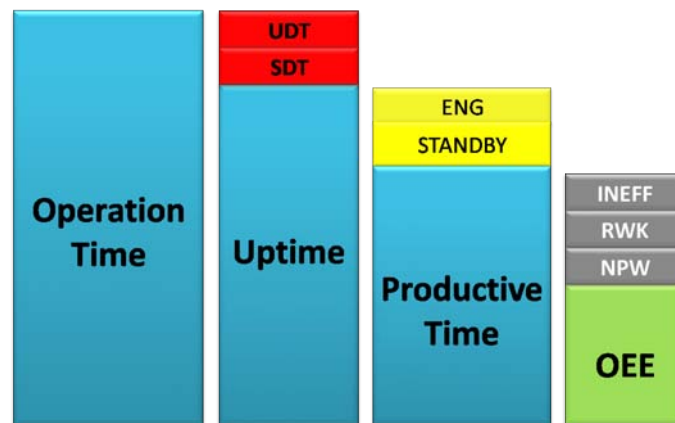 Operation
Time
UDT
SDT
Uptime
ENG
STANDBY
Productive
Time
INEFF
RWK
NPW
OEE